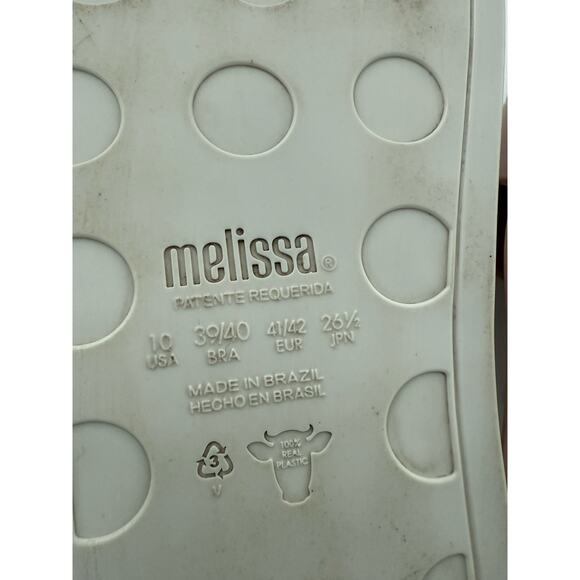 melissa®
PATENTE REQUERIDA
10 39/40 41/42 26½
USA BRA EUR JPN
MADE IN BRAZIL
HECHO EN BRASIL
3
V
100%
REAL
PLASTIC